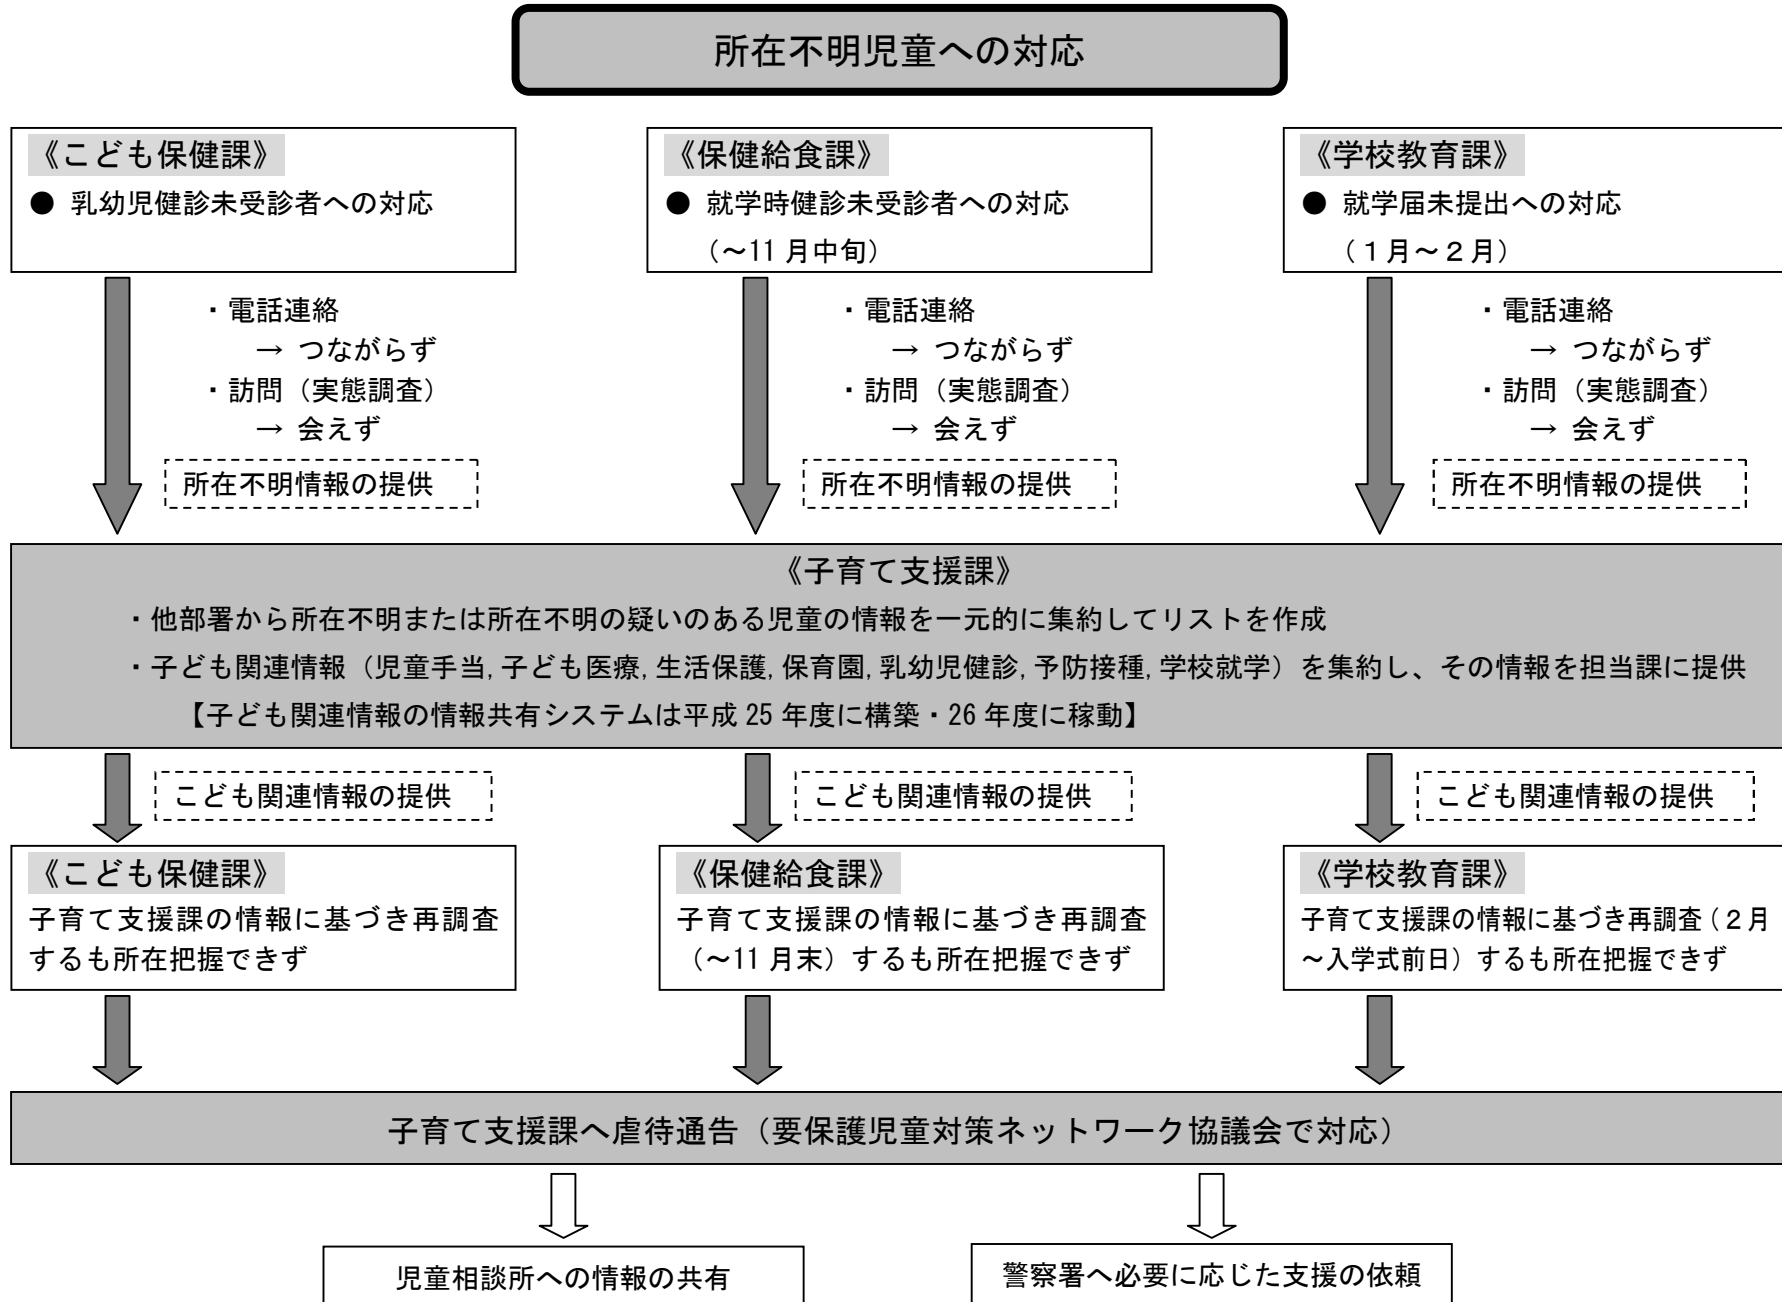 所在不明児童への対応
《こども保健課》
● 乳幼児健診未受診者への対応
《保健給食課》
● 就学時健診未受診者への対応
（～11 月中旬）
《学校教育課》
● 就学届未提出への対応
（１月～２月）
・電話連絡
→ つながらず
・訪問（実態調査）
→ 会えず
所在不明情報の提供
・電話連絡
→ つながらず
・訪問（実態調査）
→ 会えず
所在不明情報の提供
・電話連絡
→ つながらず
・訪問（実態調査）
→ 会えず
所在不明情報の提供
《子育て支援課》
・他部署から所在不明または所在不明の疑いのある児童の情報を一元的に集約してリストを作成
・子ども関連情報（児童手当, 子ども医療, 生活保護, 保育園, 乳幼児健診, 予防接種, 学校就学）を集約し、その情報を担当課に提供
【子ども関連情報の情報共有システムは平成 25 年度に構築・26 年度に稼動】
こども関連情報の提供
こども関連情報の提供
こども関連情報の提供
《こども保健課》
子育て支援課の情報に基づき再調査
するも所在把握できず
《保健給食課》
子育て支援課の情報に基づき再調査
（～11 月末）するも所在把握できず
《学校教育課》
子育て支援課の情報に基づき再調査（２月
～入学式前日）するも所在把握できず
子育て支援課へ虐待通告（要保護児童対策ネットワーク協議会で対応）
児童相談所への情報の共有
警察署へ必要に応じた支援の依頼